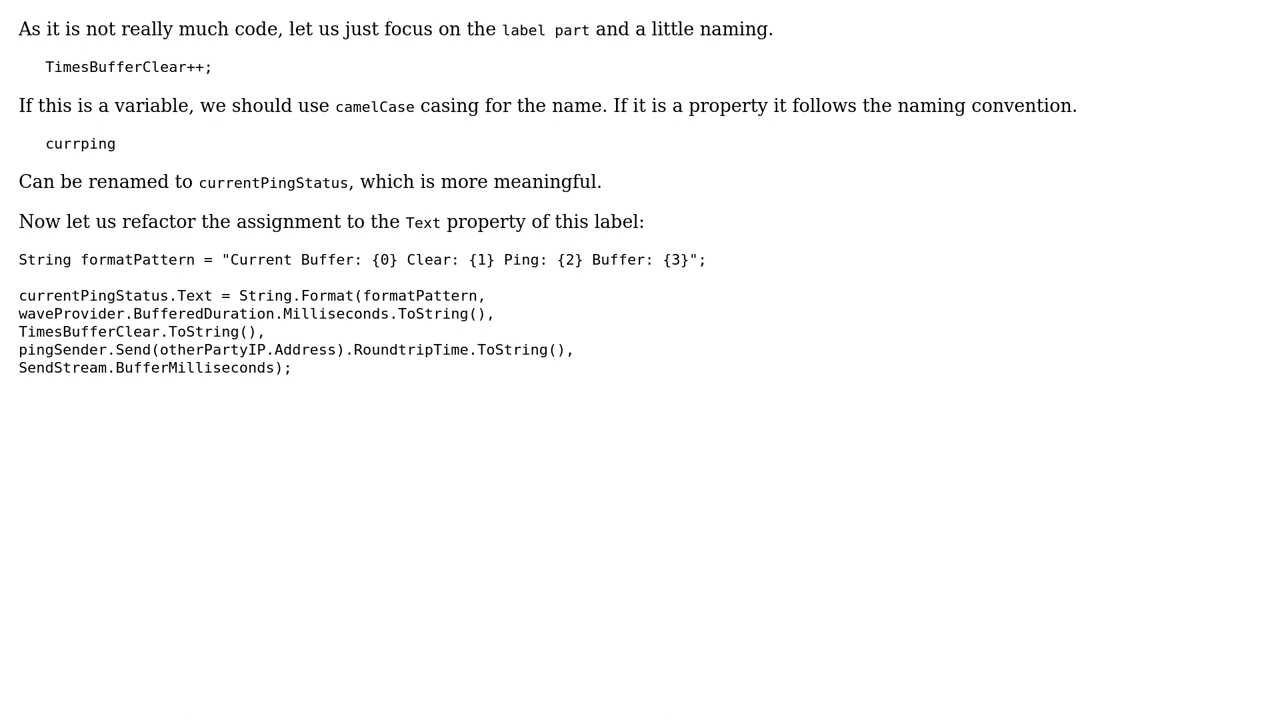 As it is not really much code, let us just focus on the label part and a little naming.
TimesBufferClear++;
If this is a variable, we should use camelCase casing for the name. If it is a property it follows the naming convention.
currping
Can be renamed to currentPingStatus, which is more meaningful.
Now let us refactor the assignment to the Text property of this label:
String formatPattern = "Current Buffer: {0} Clear: {1} Ping: {2} Buffer: {3}";
currentPingStatus.Text = String.Format(formatPattern,
waveProvider.BufferedDuration.Milliseconds.ToString(),
TimesBufferClear.ToString(),
pingSender.Send(otherPartyIP.Address).RoundtripTime.ToString(),
SendStream.BufferMilliseconds);